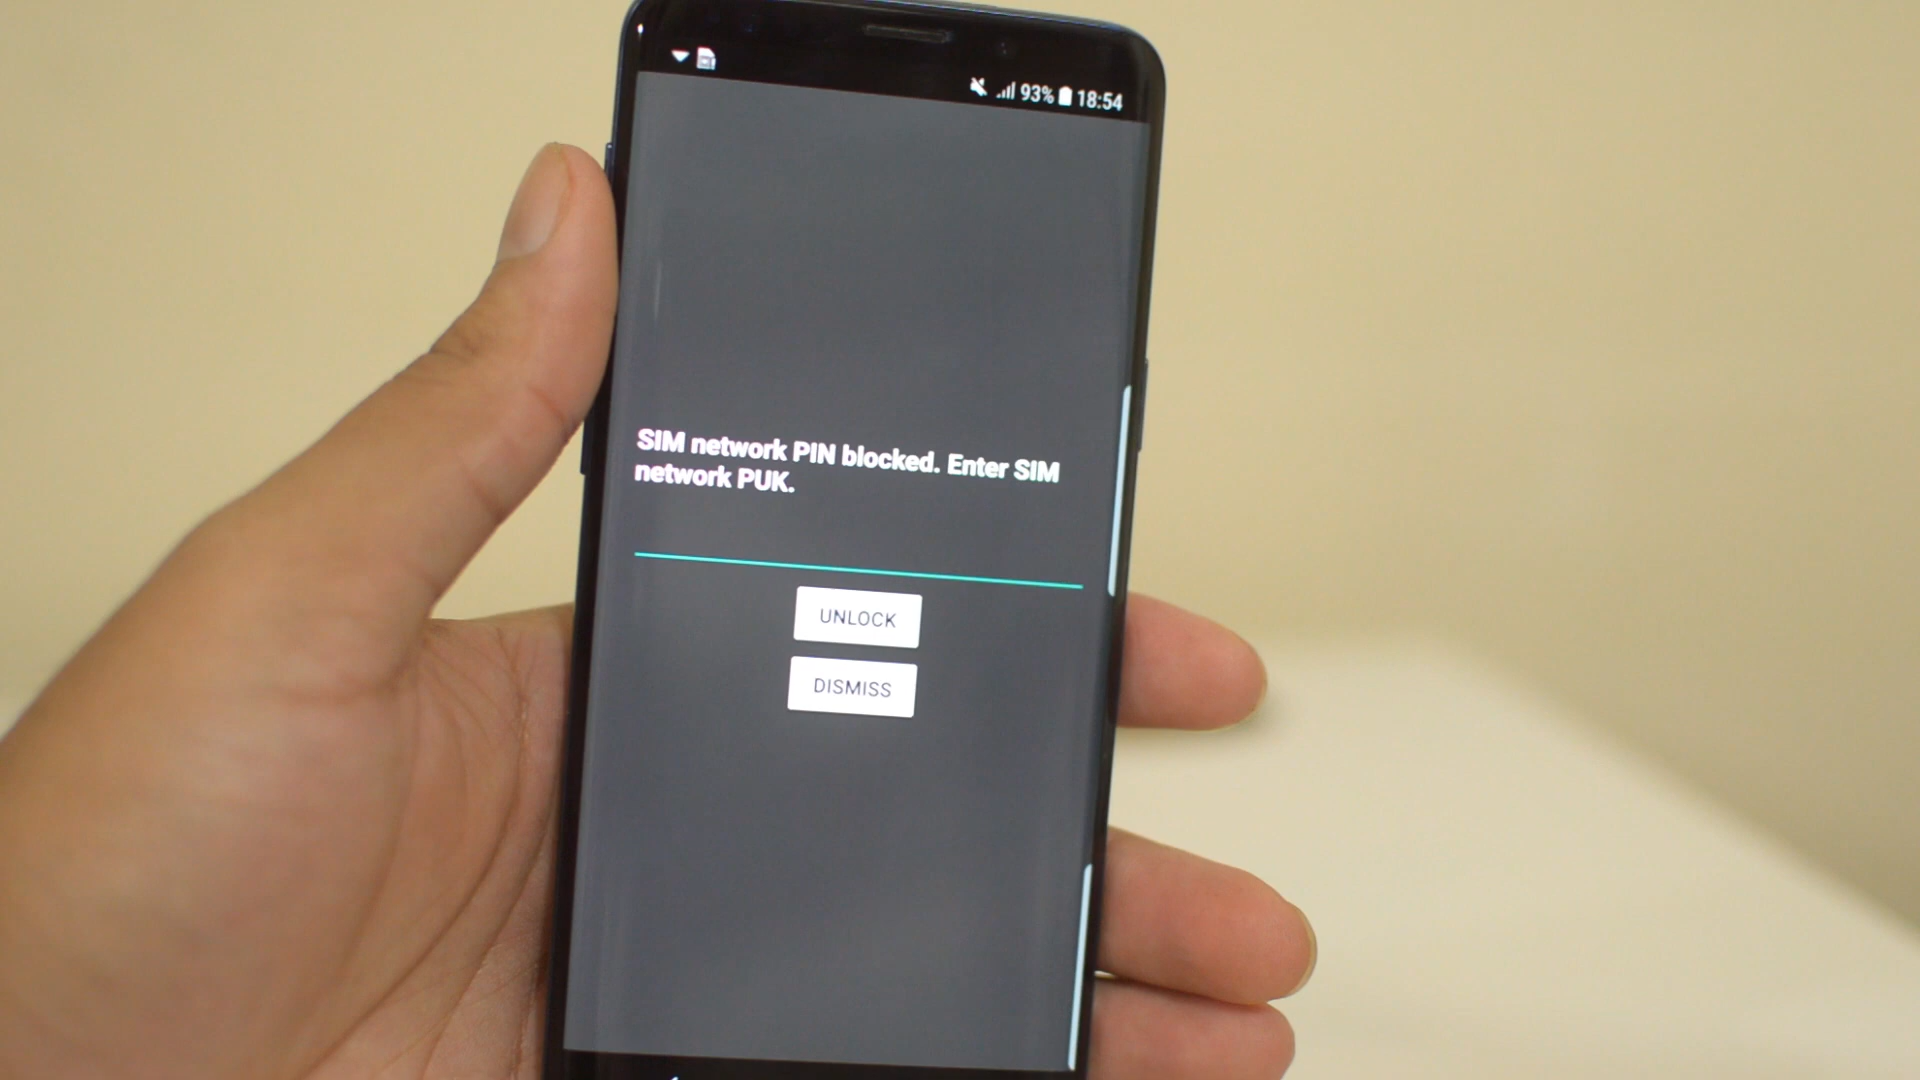 93% 18:54
SIM network PIN blocked. Enter SIM
network PUK.
UNLOCK
DISMISS